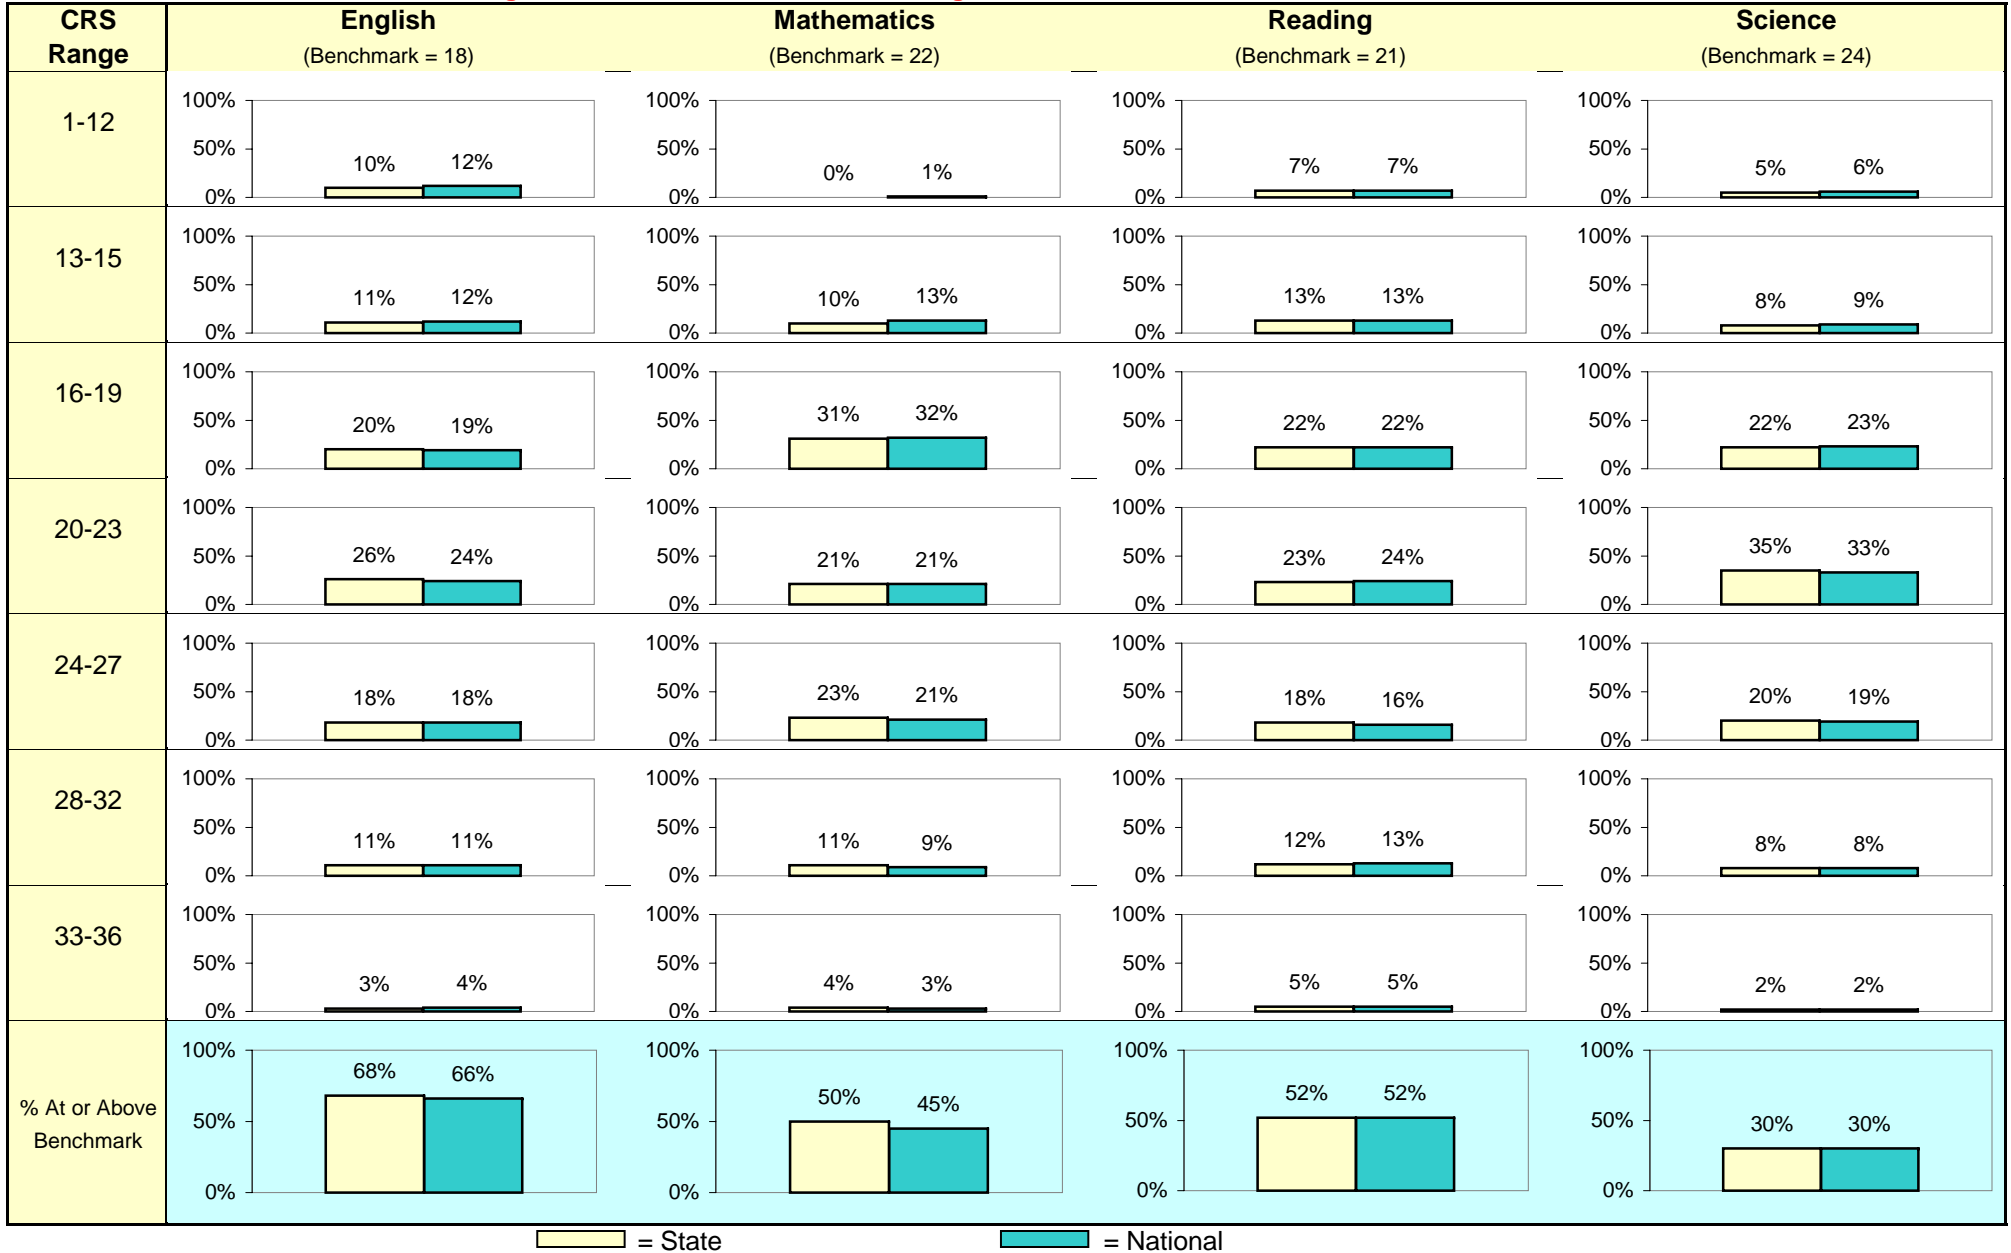 CRS Range English Mathematics Reading Science
(Benchmark = 18) (Benchmark = 22) (Benchmark = 21) (Benchmark = 24)
1-12
100% 100% 100% 100%
50% 10% 12% 50% 0% 1% 50% 7% 7% 50% 5% 6%
0% 0% 0% 0%
13-15
100% 100% 100% 100%
50% 11% 12% 50% 10% 13% 50% 13% 13% 50% 8% 9%
0% 0% 0% 0%
16-19
100% 100% 100% 100%
50% 20% 19% 50% 31% 32% 50% 22% 22% 50% 22% 23%
0% 0% 0% 0%
20-23
100% 100% 100% 100%
50% 26% 24% 50% 21% 21% 50% 23% 24% 50% 35% 33%
0% 0% 0% 0%
24-27
100% 100% 100% 100%
50% 18% 18% 50% 23% 21% 50% 18% 16% 50% 20% 19%
0% 0% 0% 0%
28-32
100% 100% 100% 100%
50% 11% 11% 50% 11% 9% 50% 12% 13% 50% 8% 8%
0% 0% 0% 0%
33-36
100% 100% 100% 100%
50% 3% 4% 50% 4% 3% 50% 5% 5% 50% 2% 2%
0% 0% 0% 0%
% At or Above
Benchmark
100% 68% 66% 100% 50% 45% 100% 52% 52% 100% 30% 30%
50% 50% 50% 50%
0% 0% 0% 0%
= State = National